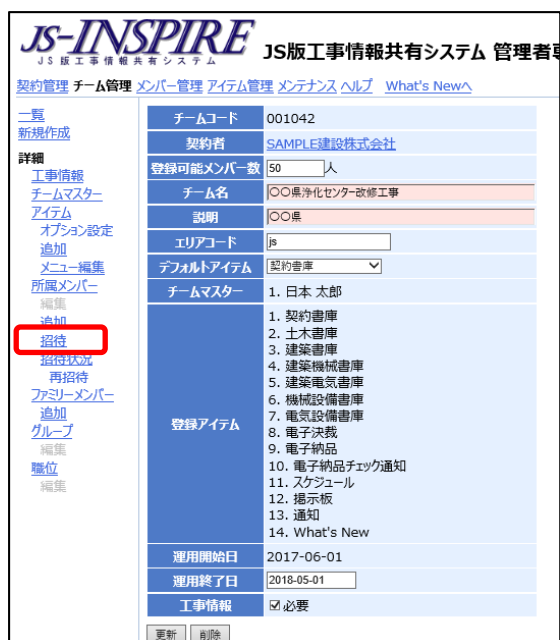 JS-INSPIRE
JS版工事情報共有システム
JS版工事情報共有システム 管理者専
契約管理 チーム管理 メンバー管理 アイテム管理 メンテナンス ヘルプ What's Newへ
一覧
新規作成
詳細
工事情報
チームマスター
アイテム
オプション設定
追加
メニュー編集
所属メンバー
編集
追加
招待
招待状況
再招待
ファミリーメンバー
追加
グループ
編集
職位
編集
チームコード 001042
契約者 SAMPLE建設株式会社
登録可能メンバー数 50 人
チーム名 〇〇県浄化センター改修工事
説明 〇〇県
エリアコード js
デフォルトアイテム 契約書庫
チームマスター 1. 日本 太郎
登録アイテム
1. 契約書庫
2. 土木書庫
3. 建築書庫
4. 建築機械書庫
5. 建築電気書庫
6. 機械設備書庫
7. 電気設備書庫
8. 電子決裁
9. 電子納品
10. 電子納品チェック通知
11. スケジュール
12. 掲示板
13. 通知
14. What's New
運用開始日 2017-06-01
運用終了日 2018-05-01
工事情報 ☑必要
更新 削除